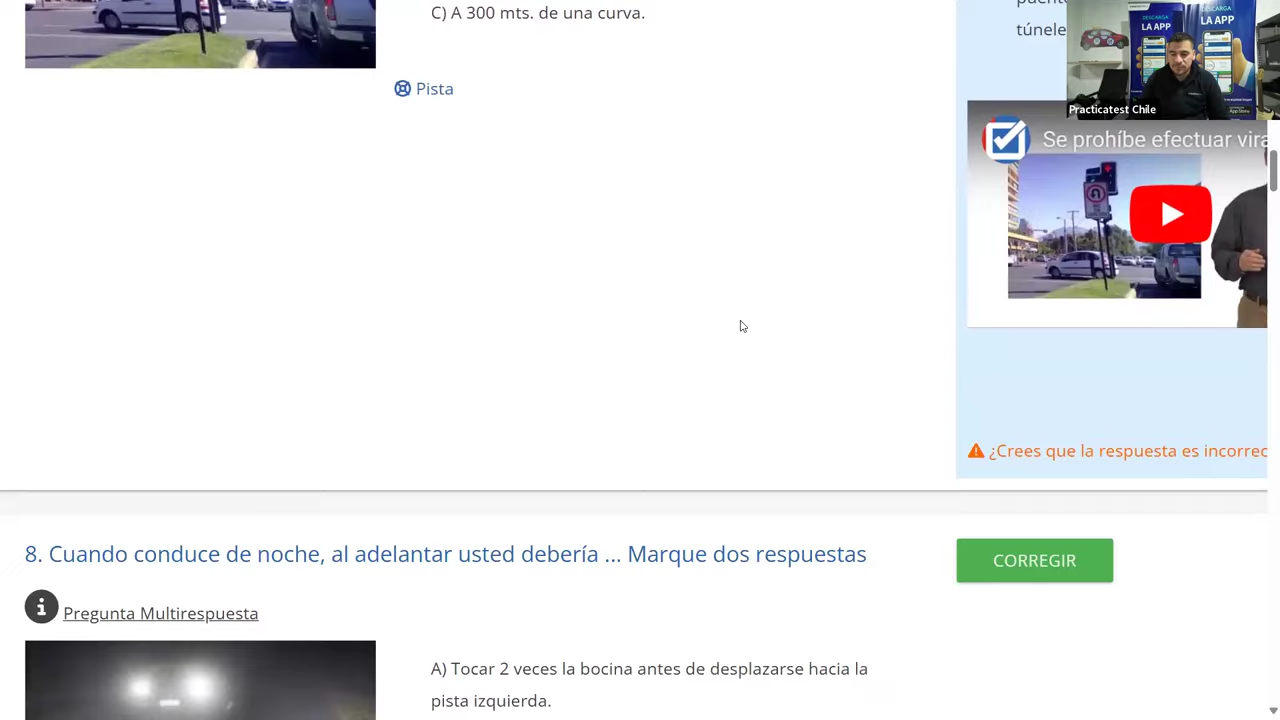 C) A 300 mts. de una curva.
Pista
túnele
DESCARGA
LA APP
DESCARGA
LA APP
Practicatest Chile
Se prohíbe efectuar vira
¿Crees que la respuesta es incorrec
8. Cuando conduce de noche, al adelantar usted debería ... Marque dos respuestas
CORREGIR
Pregunta Multirespuesta
A) Tocar 2 veces la bocina antes de desplazarse hacia la
pista izquierda.